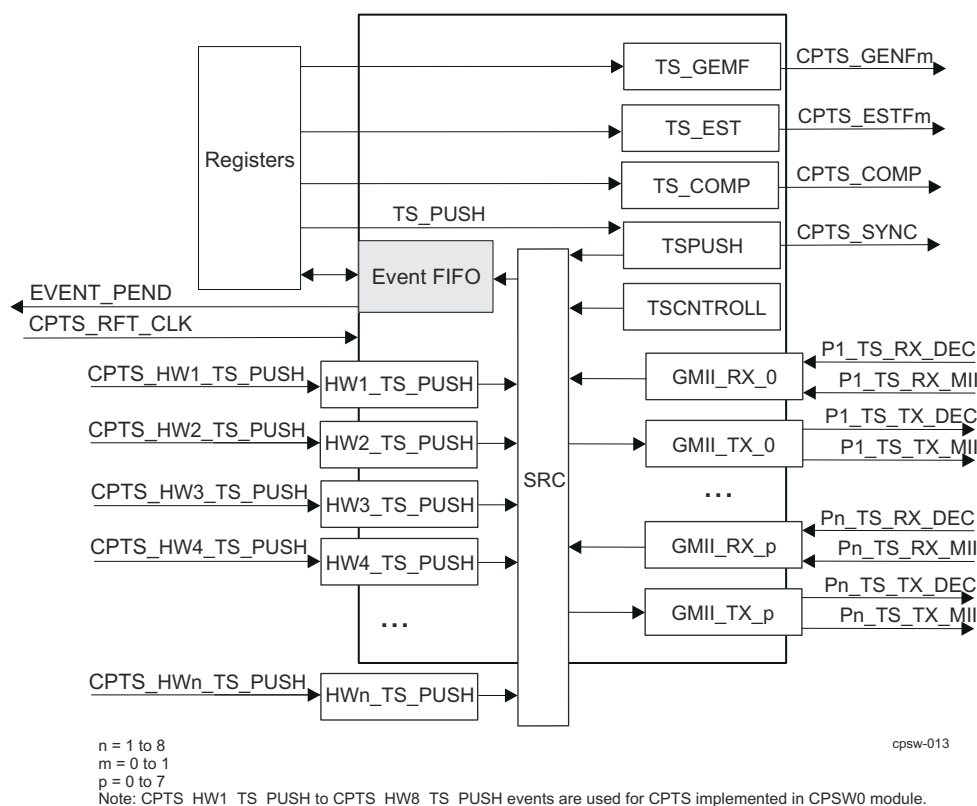 TS_GEMF
CPTS_GENFm
TS_EST
CPTS_ESTFm
Registers
TS_COMP
CPTS_COMP
TS_PUSH
TSPUSH
CPTS_SYNC
Event FIFO
EVENT_PEND
TSCNTROLL
CPTS_RFT_CLK
CPTS_HW1_TS_PUSH
HW1_TS_PUSH
GMII_RX_0
P1_TS_RX_DEC
P1_TS_RX_MII
CPTS_HW2_TS_PUSH
HW2_TS_PUSH
GMII_TX_0
P1_TS_TX_DEC
P1_TS_TX_MII
SRC
...
CPTS_HW3_TS_PUSH
HW3_TS_PUSH
CPTS_HW4_TS_PUSH
HW4_TS_PUSH
GMII_RX_p
Pn_TS_RX_DEC
Pn_TS_RX_MII
GMII_TX_p
Pn_TS_TX_DEC
Pn_TS_TX_MII
...
CPTS_HWn_TS_PUSH
HWn_TS_PUSH
n = 1 to 8
cpsw-013
m = 0 to 1
p = 0 to 7
Note: CPTS_HW1_TS_PUSH to CPTS_HW8_TS_PUSH events are used for CPTS implemented in CPSW0 module.